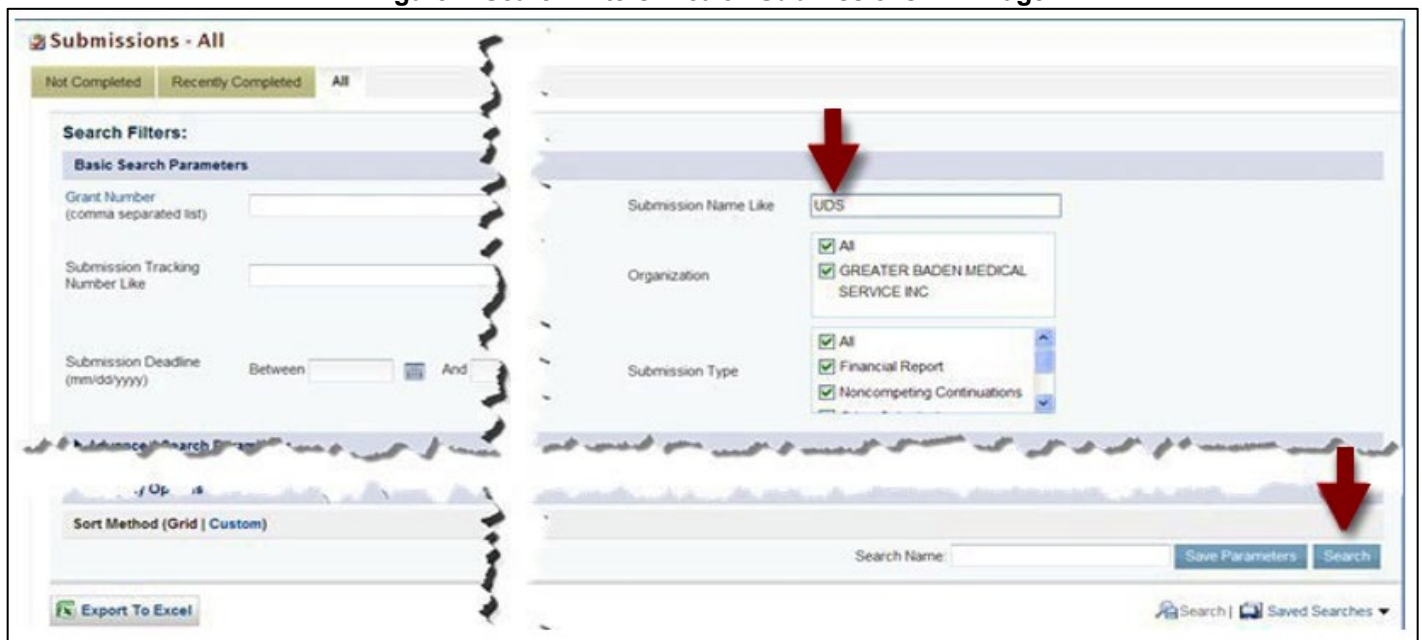 Submissions - All
Not Completed Recently Completed All
Search Filters:
Basic Search Parameters
Grant Number
(comma separated list)
Submission Name Like UDS
Submission Tracking
Number Like
Organization
All
GREATER BADEN MEDICAL
SERVICE INC
Submission Deadline
(mm/dd/yyyy)
Between And
Submission Type
All
Financial Report
Noncompeting Continuations
Sort Method (Grid | Custom)
Search Name: Save Parameters Search
Export To Excel
Search | Saved Searches